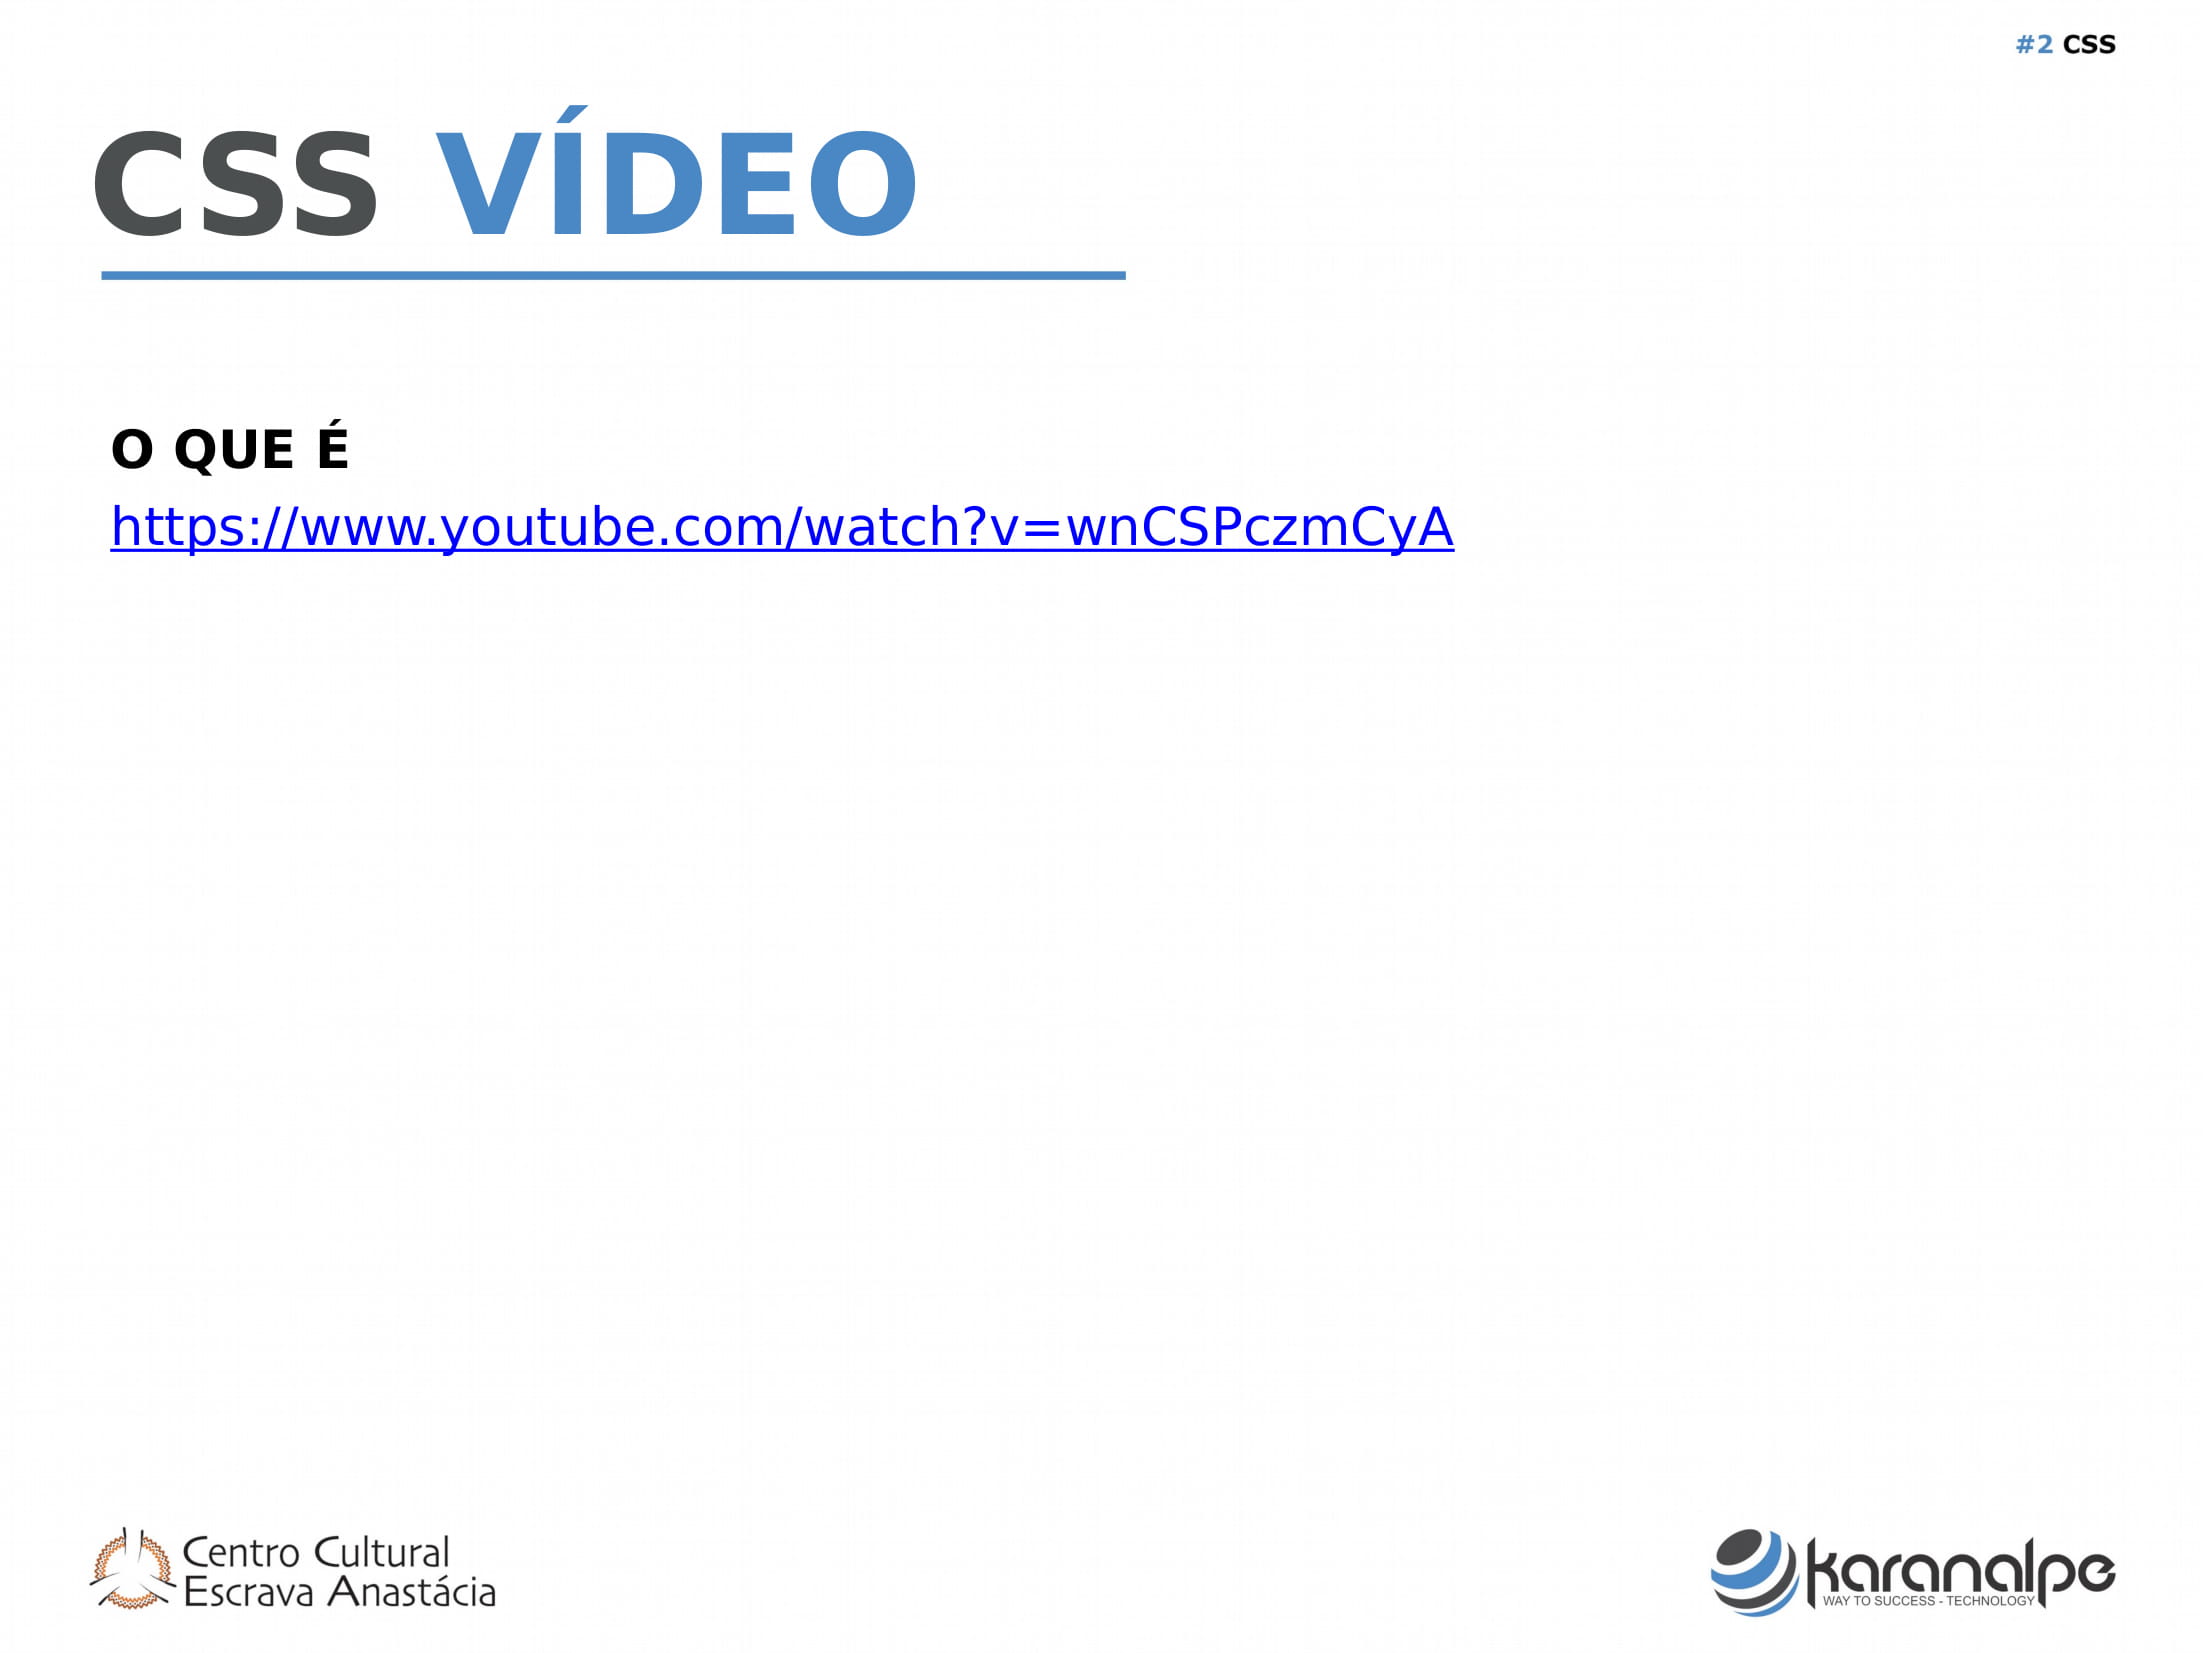 #2 CSS
CSS VÍDEO
O QUE É
https://www.youtube.com/watch?v=wnCSPczmCyA
Centro Cultural
Escrava Anastácia
karanalpe
WAY TO SUCCESS - TECHNOLOGY